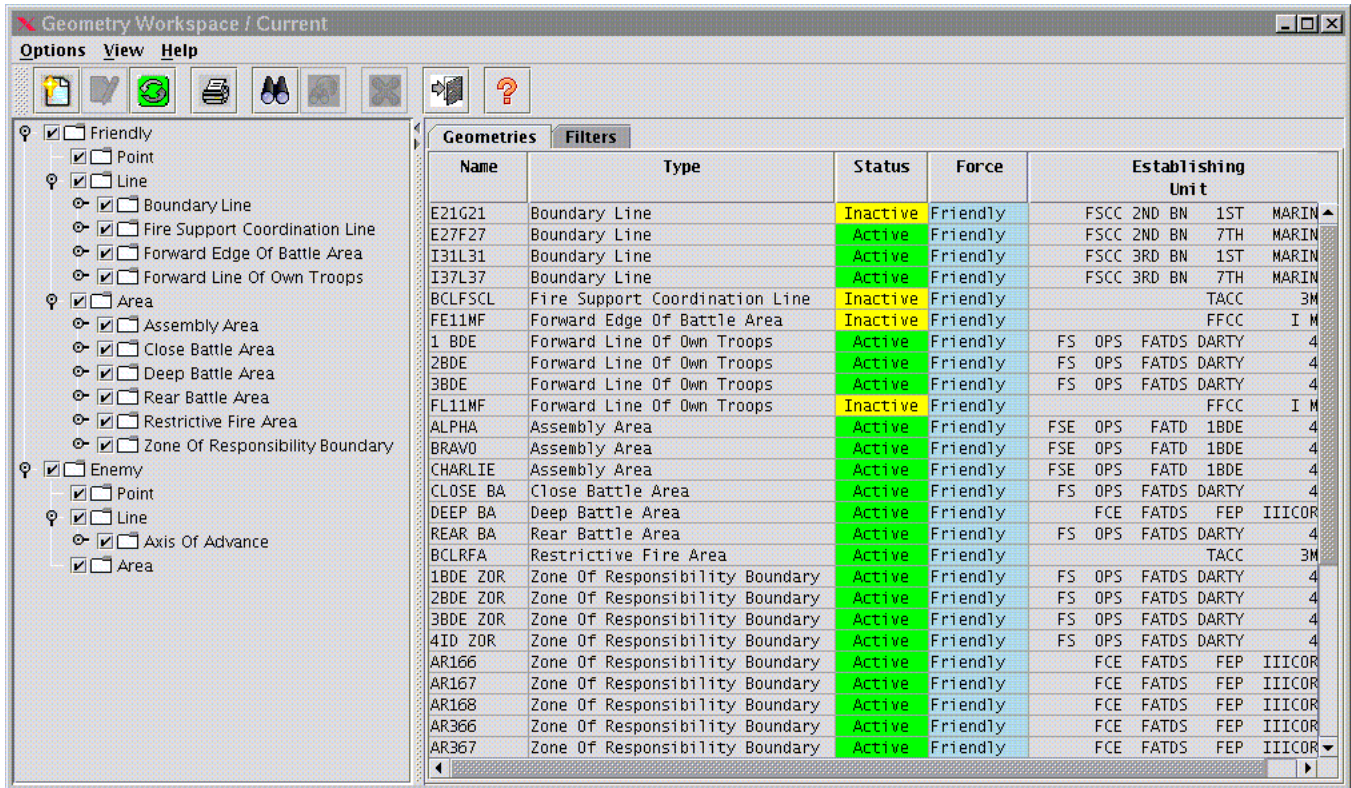 Geometry Workspace / Current
Options View Help
Friendly
Point
Line
Boundary Line
Fire Support Coordination Line
Forward Edge Of Battle Area
Forward Line Of Own Troops
Area
Assembly Area
Close Battle Area
Deep Battle Area
Rear Battle Area
Restrictive Fire Area
Zone Of Responsibility Boundary
Enemy
Point
Line
Axis Of Advance
Area
Geometries Filters
Name Type Status Force Establishing
Unit
E21G21 Boundary Line Inactive Friendly FSCC 2ND BN 1ST MARIN
E27F27 Boundary Line Active Friendly FSCC 2ND BN 7TH MARIN
I31L31 Boundary Line Active Friendly FSCC 3RD BN 1ST MARIN
I37L37 Boundary Line Active Friendly FSCC 3RD BN 7TH MARIN
BCLFSCL Fire Support Coordination Line Inactive Friendly TACC 3M
FE11MF Forward Edge Of Battle Area Inactive Friendly FFCC I M
1 BDE Forward Line Of Own Troops Active Friendly FS OPS FATDS DARTY 4
2BDE Forward Line Of Own Troops Active Friendly FS OPS FATDS DARTY 4
3BDE Forward Line Of Own Troops Active Friendly FS OPS FATDS DARTY 4
FL11MF Forward Line Of Own Troops Inactive Friendly FFCC I M
ALPHA Assembly Area Active Friendly FSE OPS FATD 1BDE 4
BRAVO Assembly Area Active Friendly FSE OPS FATD 1BDE 4
CHARLIE Assembly Area Active Friendly FSE OPS FATD 1BDE 4
CLOSE BA Close Battle Area Active Friendly FS OPS FATDS DARTY 4
DEEP BA Deep Battle Area Active Friendly FCE FATDS FEP IIICOR
REAR BA Rear Battle Area Active Friendly FS OPS FATDS DARTY 4
BCLRFA Restrictive Fire Area Active Friendly TACC 3M
1BDE ZOR Zone Of Responsibility Boundary Active Friendly FS OPS FATDS DARTY 4
2BDE ZOR Zone Of Responsibility Boundary Active Friendly FS OPS FATDS DARTY 4
3BDE ZOR Zone Of Responsibility Boundary Active Friendly FS OPS FATDS DARTY 4
4ID ZOR Zone Of Responsibility Boundary Active Friendly FS OPS FATDS DARTY 4
AR166 Zone Of Responsibility Boundary Active Friendly FCE FATDS FEP IIICOR
AR167 Zone Of Responsibility Boundary Active Friendly FCE FATDS FEP IIICOR
AR168 Zone Of Responsibility Boundary Active Friendly FCE FATDS FEP IIICOR
AR366 Zone Of Responsibility Boundary Active Friendly FCE FATDS FEP IIICOR
AR367 Zone Of Responsibility Boundary Active Friendly FCE FATDS FEP IIICOR